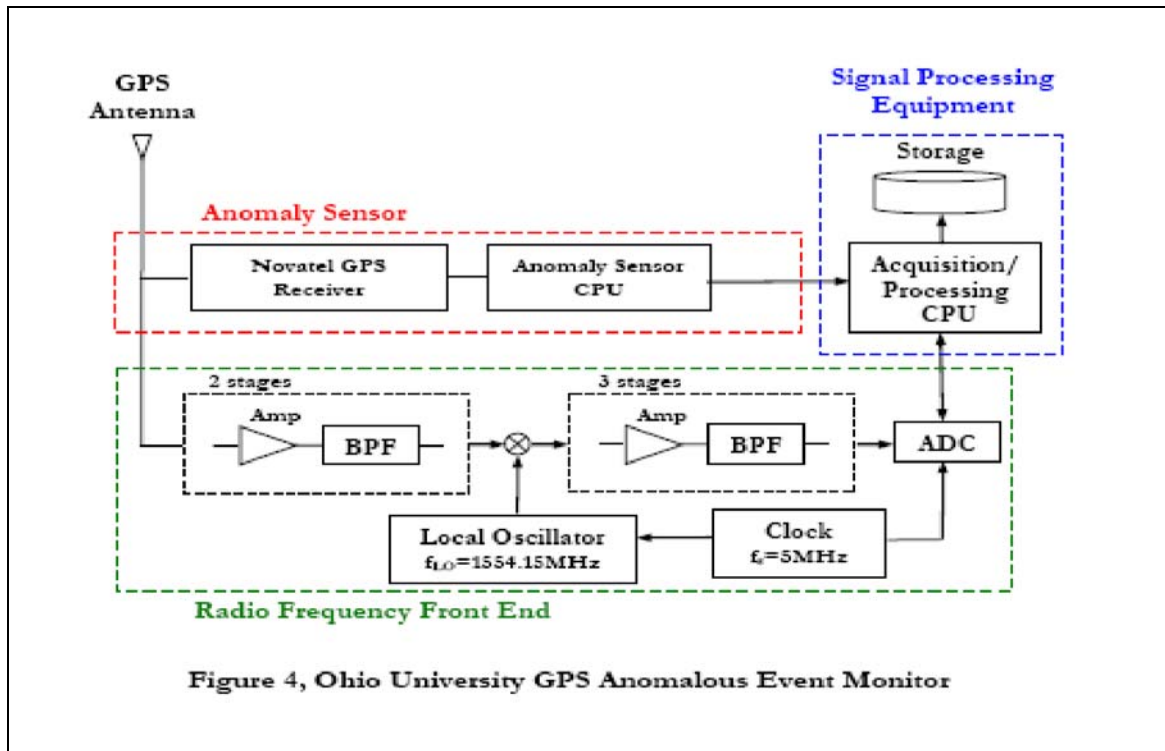 GPS
Antenna
Signal Processing
Equipment
Storage
Anomaly Sensor
Novatel GPS
Receiver
Anomaly Sensor
CPU
Acquisition/
Processing
CPU
2 stages
Amp
BPF
3 stages
Amp
BPF
ADC
Local Oscillator
fLO=1554.15MHz
Clock
fs=5MHz
Radio Frequency Front End
Figure 4, Ohio University GPS Anomalous Event Monitor